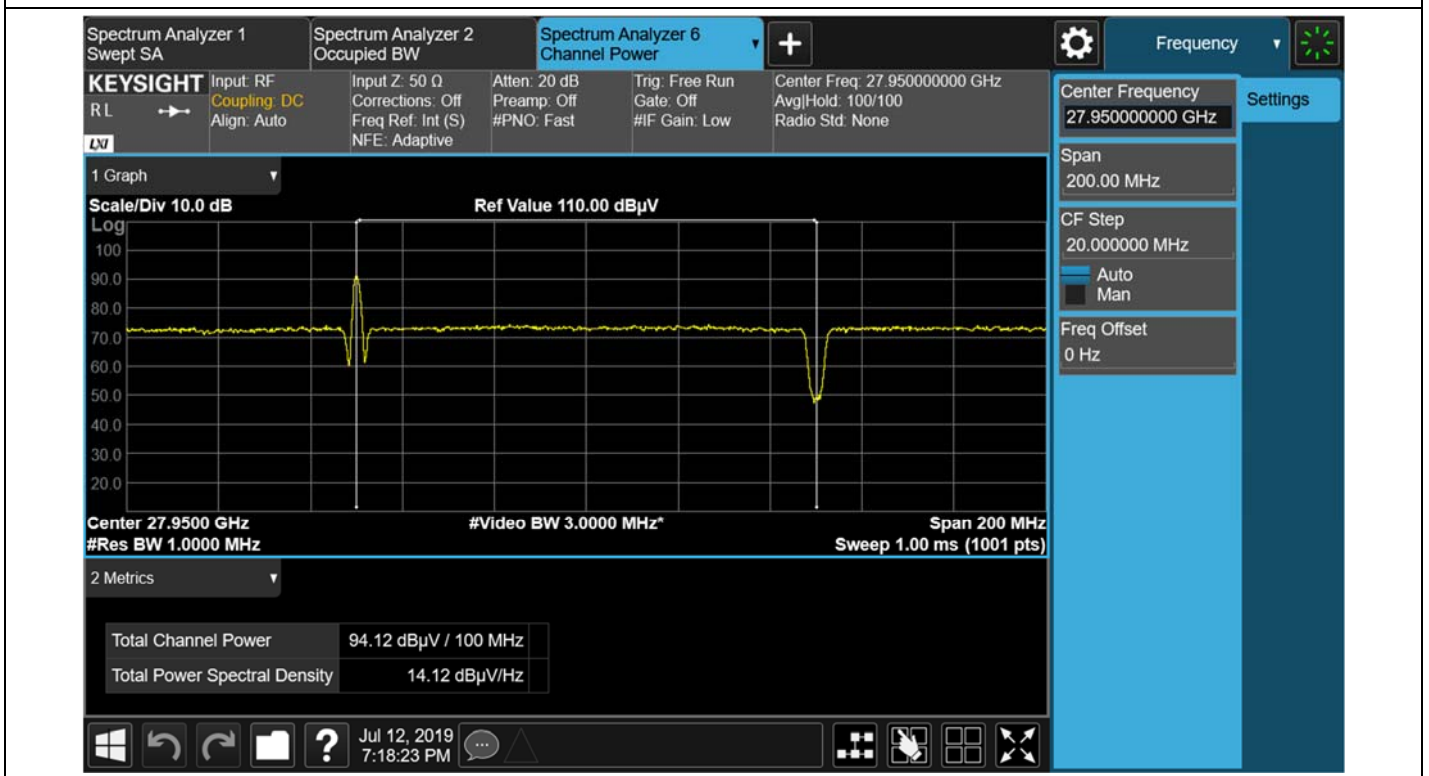 Spectrum Analyzer 1
Swept SA
Spectrum Analyzer 2
Occupied BW
Spectrum Analyzer 6
Channel Power
Frequency
KEYSIGHT
RL
LXI
Input: RF
Coupling: DC
Align: Auto
Input Z: 50 Ω
Corrections: Off
Freq Ref: Int (S)
NFE: Adaptive
Atten: 20 dB
Preamp: Off
#PNO: Fast
Trig: Free Run
Gate: Off
#IF Gain: Low
Center Freq: 27.950000000 GHz
Avg|Hold: 100/100
Radio Std: None
Center Frequency
27.950000000 GHz
Settings
Span
200.00 MHz
CF Step
20.000000 MHz
Auto
Man
Freq Offset
0 Hz
1 Graph
Scale/Div 10.0 dB
Ref Value 110.00 dBµV
Log
100
90.0
80.0
70.0
60.0
50.0
40.0
30.0
20.0
Center 27.9500 GHz
#Video BW 3.0000 MHz*
Span 200 MHz
#Res BW 1.0000 MHz
Sweep 1.00 ms (1001 pts)
2 Metrics
Total Channel Power 94.12 dBµV / 100 MHz
Total Power Spectral Density 14.12 dBµV/Hz
?
Jul 12, 2019
7:18:23 PM